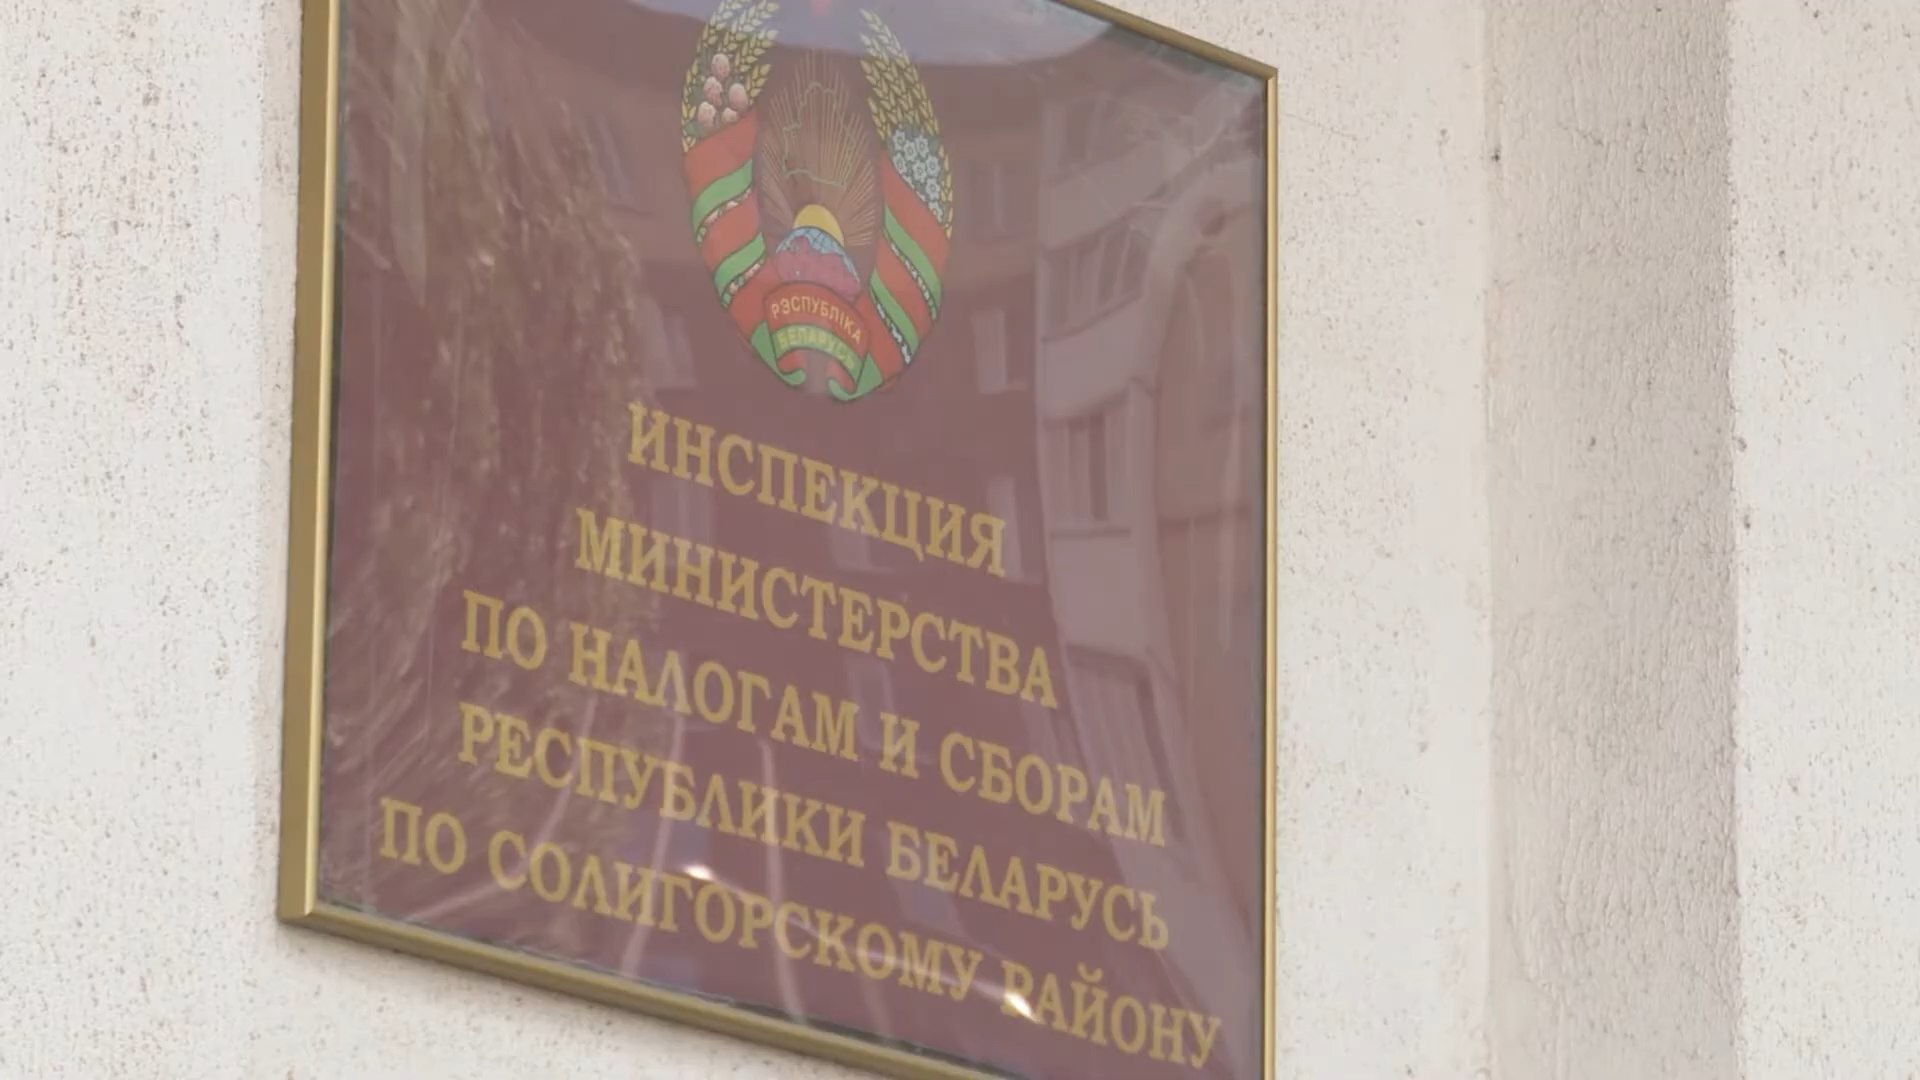 РЭСПУБЛІКА
БЕЛАРУСЬ
ИНСПЕКЦИЯ
МИНИСТЕРСТВА
ПО НАЛОГАМ И СБОРАМ
РЕСПУБЛИКИ БЕЛАРУСЬ
ПО СОЛИГОРСКОМУ РАЙОНУ